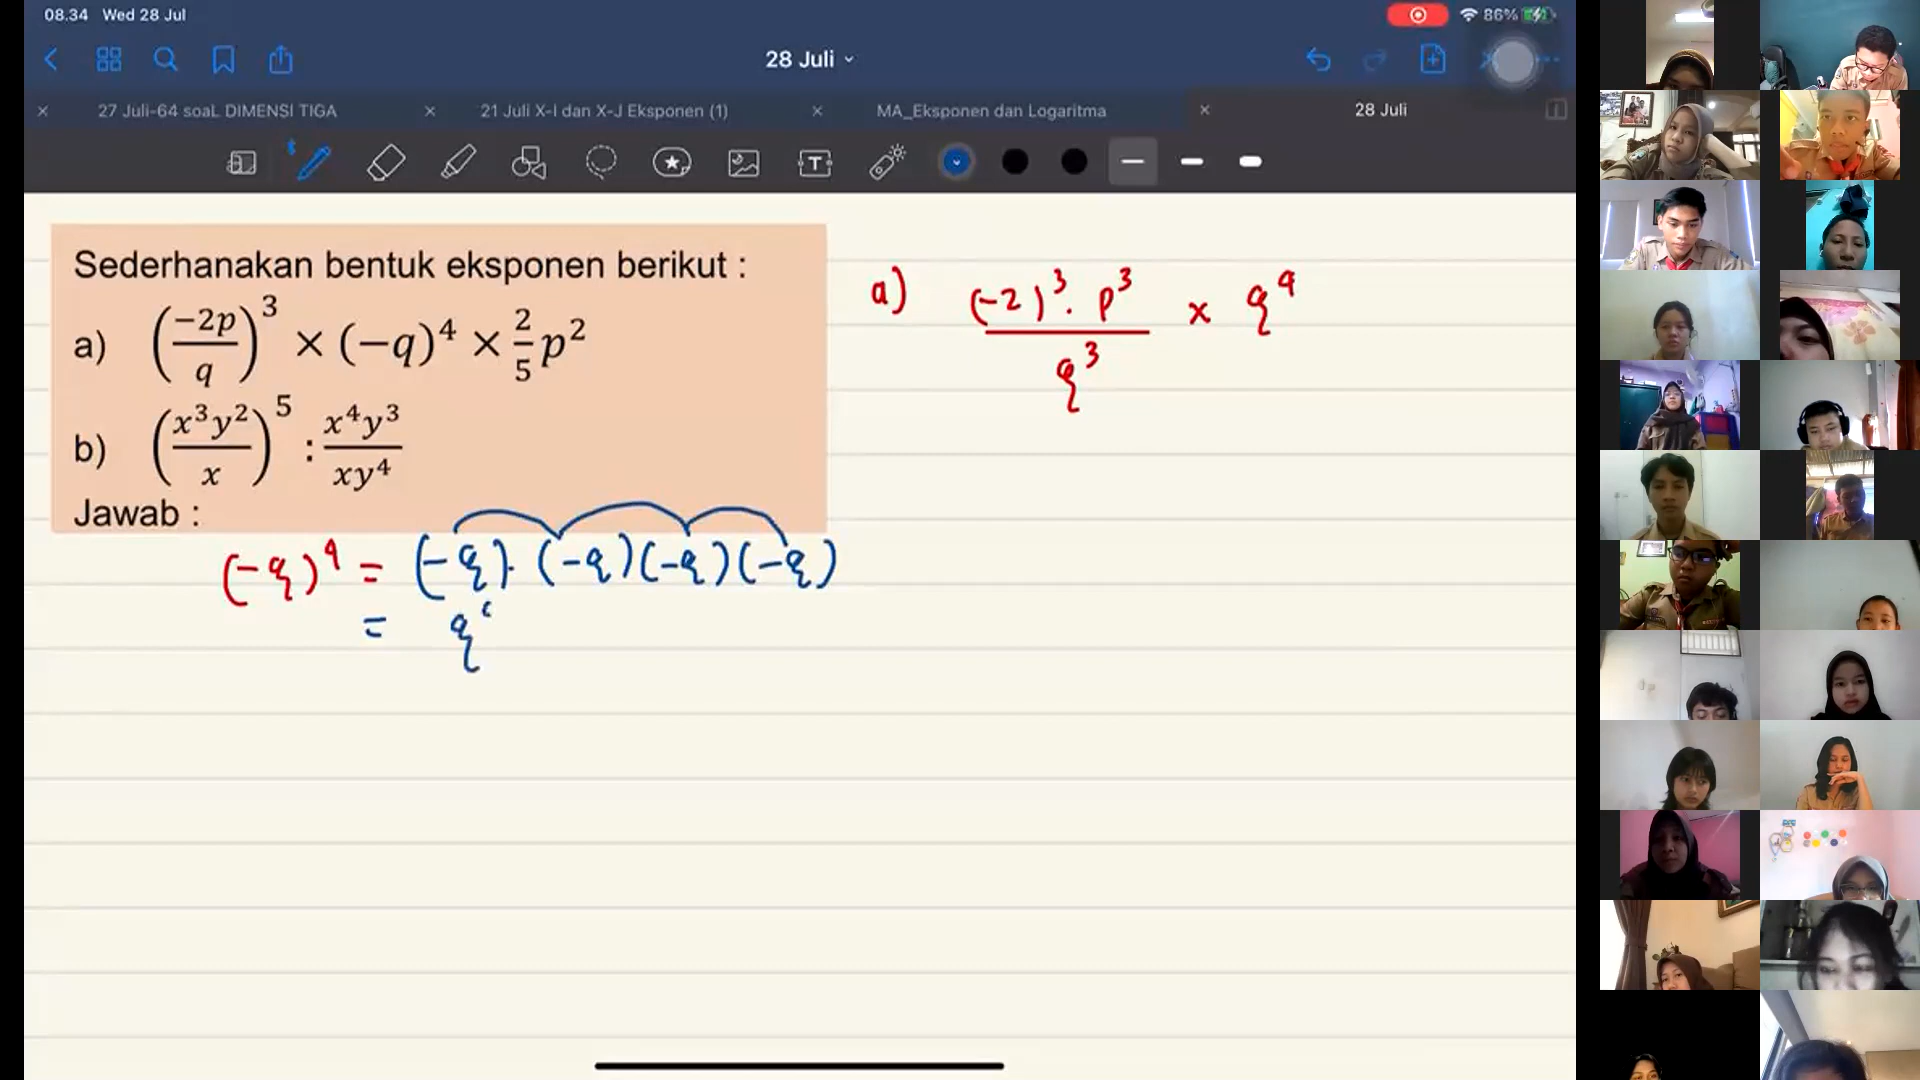 08.34 Wed 28 Jul
86%
28 Juli
27 Juli-64 soaL DIMENSI TIGA
21 Juli X-I dan X-J Eksponen (1)
MA_Eksponen dan Logaritma
28 Juli
Sederhanakan bentuk eksponen berikut :
a) (−2p/q)³ × (−q)⁴ × 2/5 p²
b) (x³y²/x)⁵ : x⁴y³/xy⁴
Jawab :
(-q)⁴ = (-q). (-q)(-q)(-q)
= q
a) (-2)³. p³/q³ x q⁴